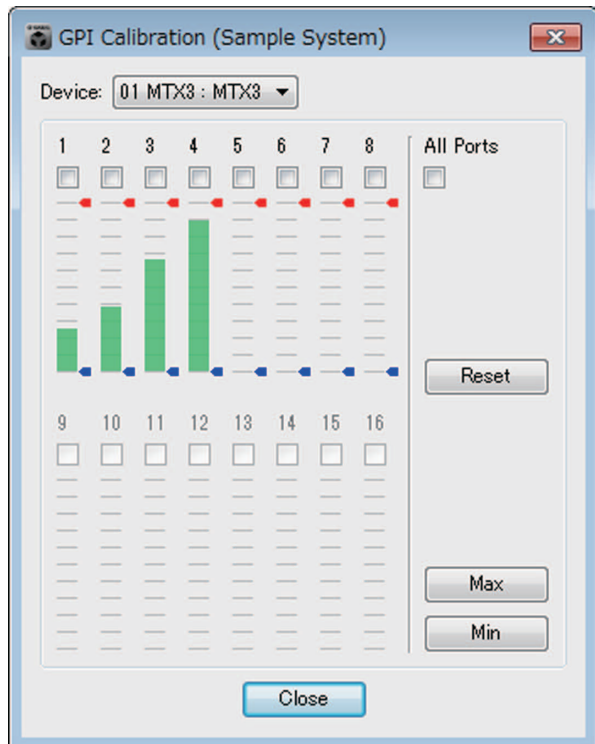 GPI Calibration (Sample System)
Device: 01 MTX3 : MTX3
1 2 3 4 5 6 7 8 All Ports
Reset
9 10 11 12 13 14 15 16
Max
Min
Close